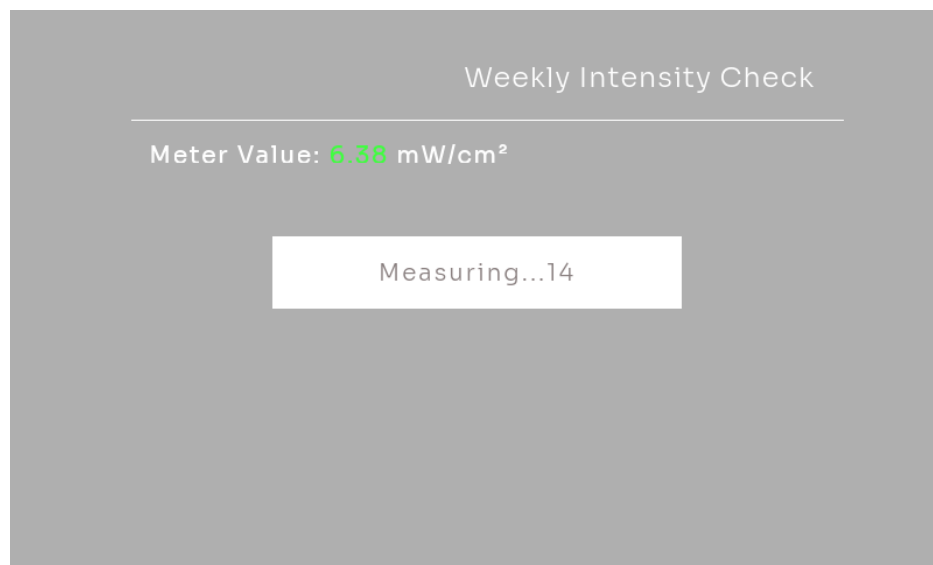 Weekly Intensity Check
Meter Value: 6.38 mW/cm²
Measuring...14